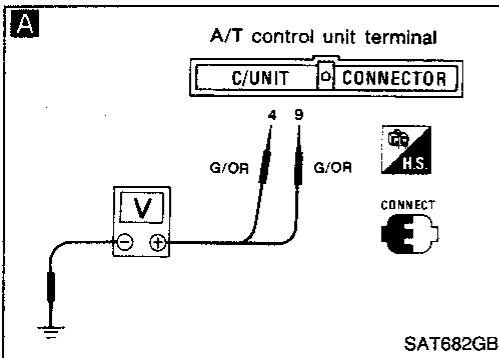 A
A/T control unit terminal
C/UNIT CONNECTOR
4 9
G/OR G/OR
H.S.
V
CONNECT
SAT682GB